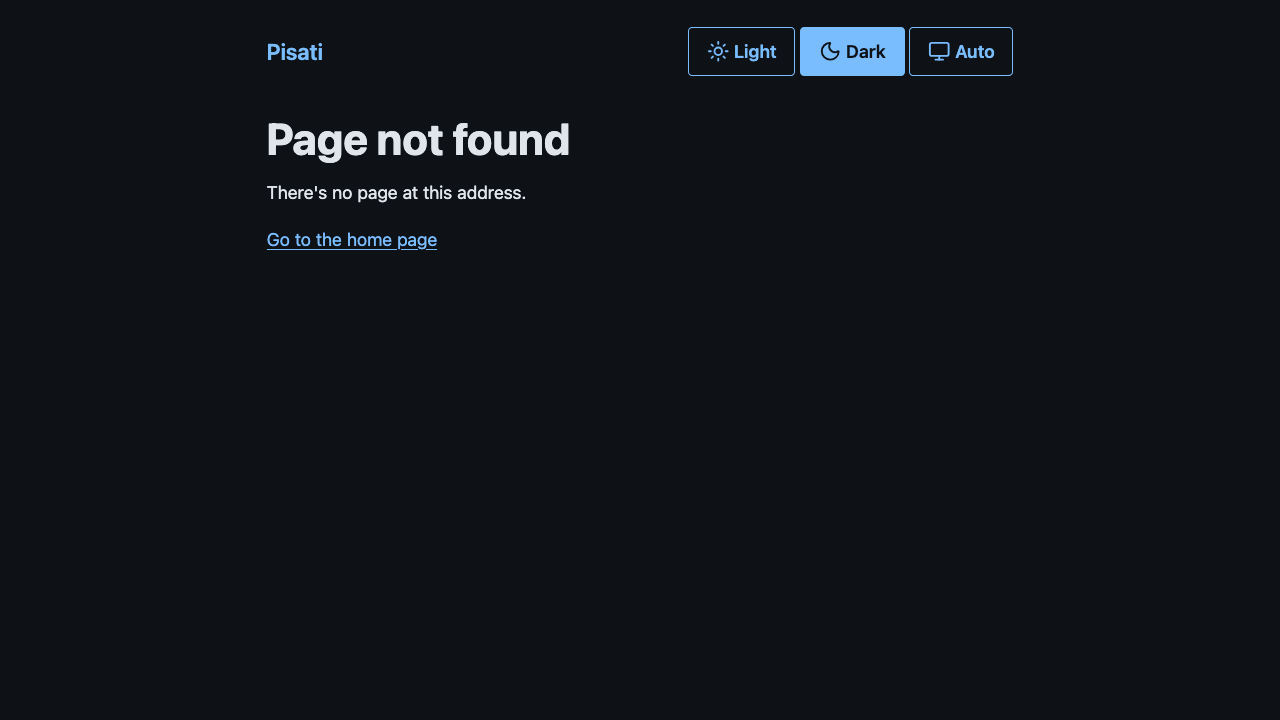 Pisati
Light Dark Auto
Page not found
There's no page at this address.
Go to the home page